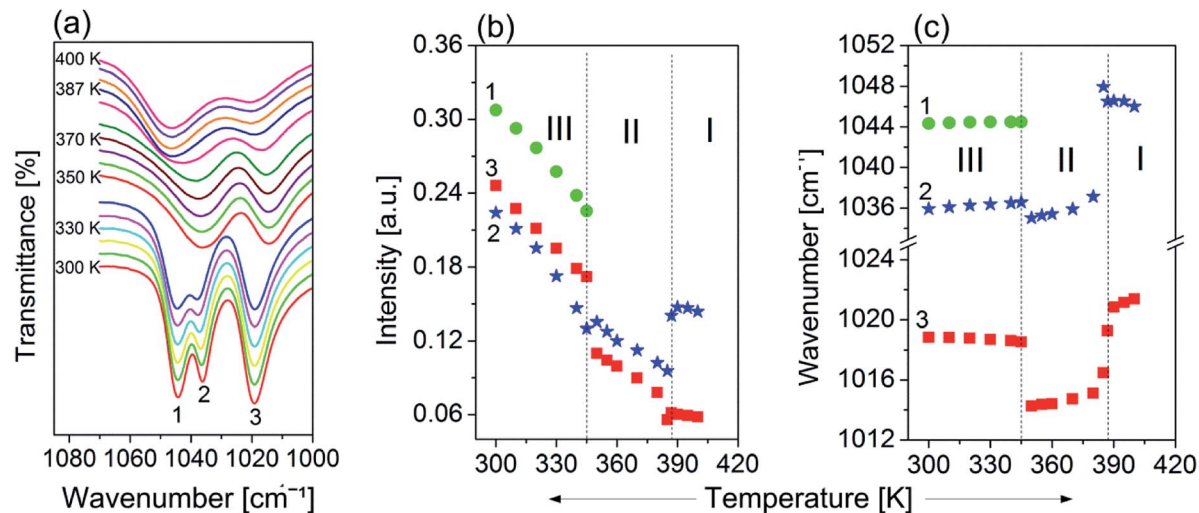 (a)
400 K
387 K
370 K
350 K
330 K
300 K
1
2
3
Transmittance [%]
1080 1060 1040 1020 1000
Wavenumber [cm⁻¹]
(b)
0.36
0.30
0.24
0.18
0.12
0.06
Intensity [a.u.]
1
3
2
III
II
I
300 330 360 390 420
(c)
1052
1048
1044
1040
1036
1024
1020
1016
1012
Wavenumber [cm⁻¹]
1
2
3
III
II
I
300 330 360 390 420
Temperature [K]